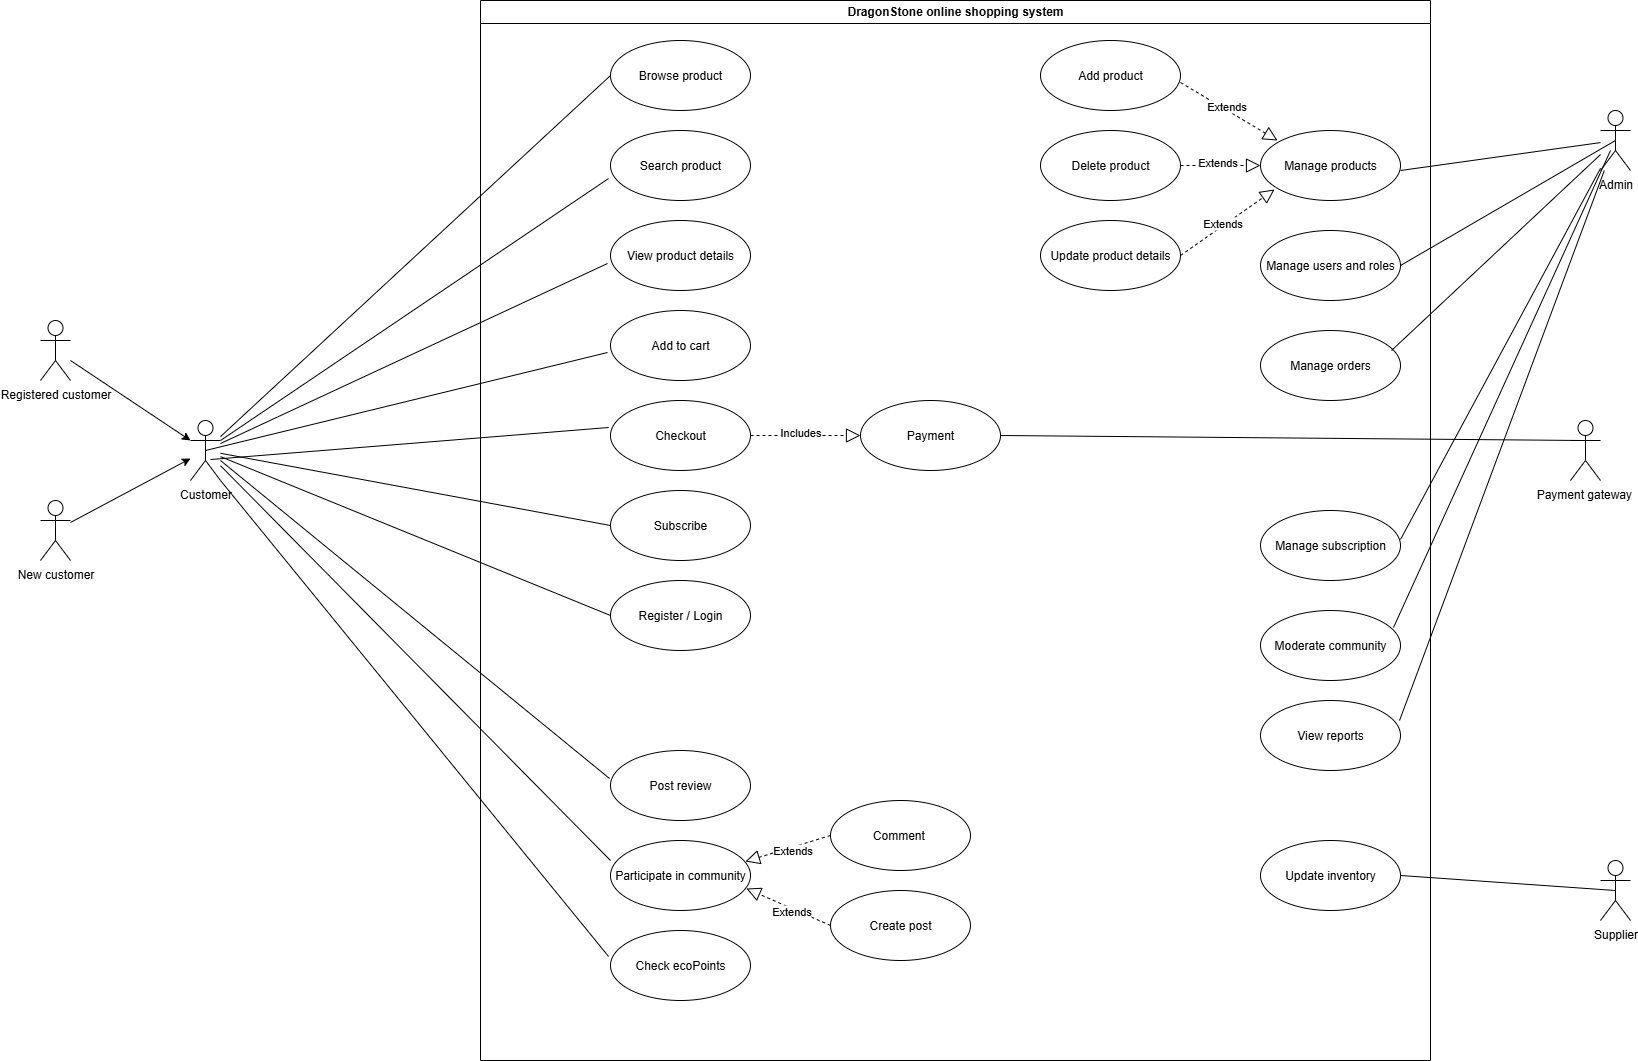 DragonStone online shopping system
Browse product
Add product
Extends
Search product
Delete product
Extends
Manage products
Admin
View product details
Update product details
Extends
Manage users and roles
Add to cart
Manage orders
Registered customer
Checkout
Includes
Payment
Customer
Payment gateway
Subscribe
Manage subscription
New customer
Register / Login
Moderate community
View reports
Post review
Comment
Extends
Participate in community
Update inventory
Extends
Create post
Supplier
Check ecoPoints